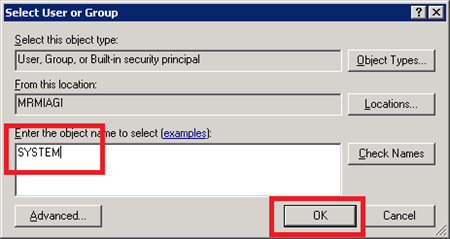 Select User or Group
Select this object type:
User, Group, or Built-in security principal
Object Types...
From this location:
MRMIAGI
Locations...
Enter the object name to select (examples):
SYSTEM
Check Names
Advanced...
OK
Cancel